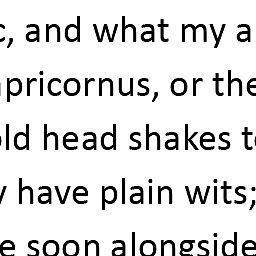 c, and what my a
apricornus, or the
old head shakes t
y have plain wits;
e soon alongside